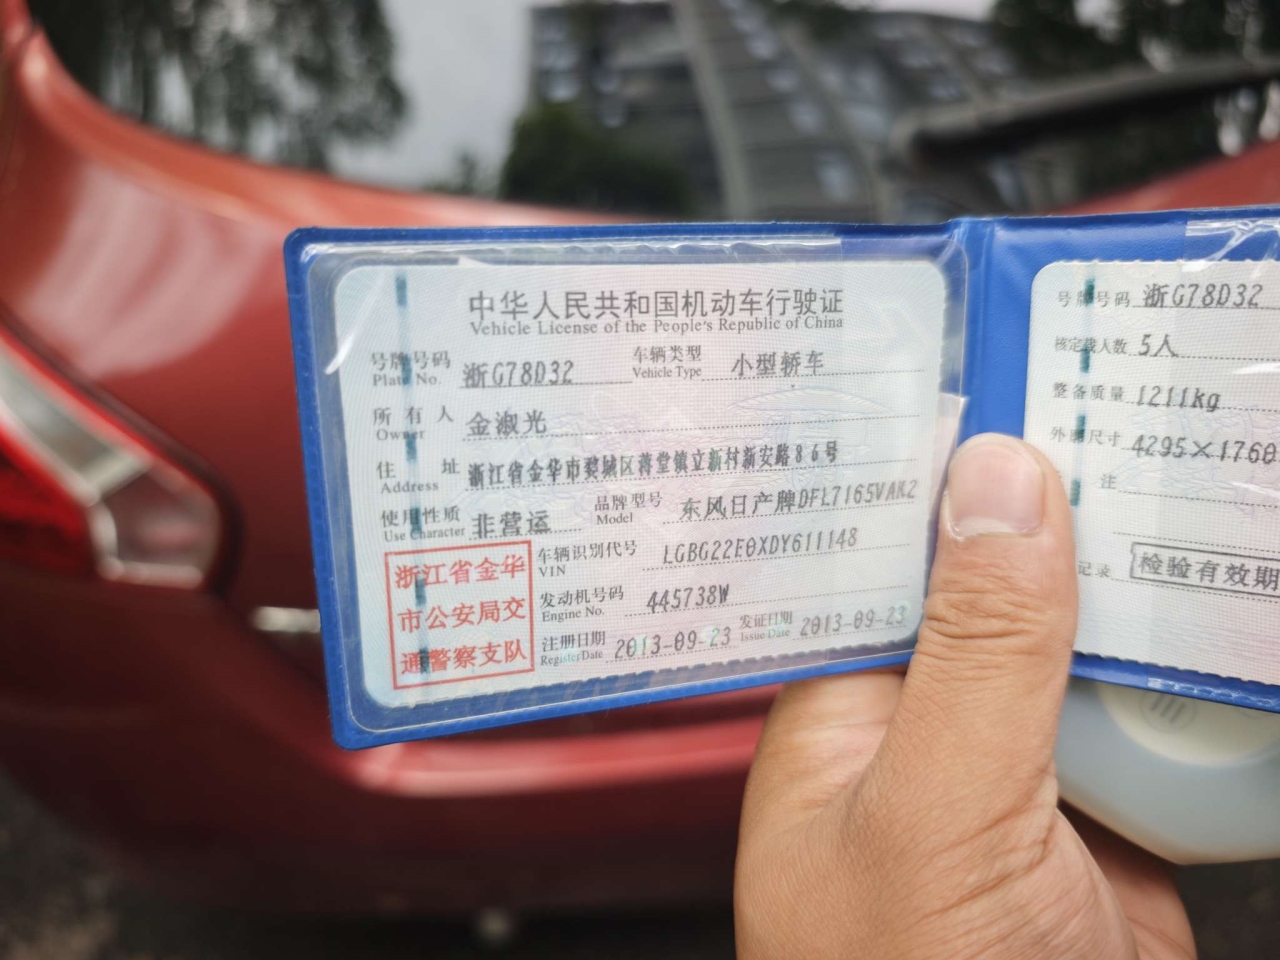 中华人民共和国机动车行驶证
Vehicle License of the People's Republic of China
号牌号码 浙G78D32 车辆类型 小型轿车
Plate No. Vehicle Type
所有人 金淑光
Owner
住址 浙江省金华市婺城区蒋堂镇立新村新安路86号
Address
使用性质 非营运 品牌型号 东风日产牌DFL7165VAK2
Use Character Model
车辆识别代号 LGBG22E0XDY611148
VIN
发动机号码 445738W
Engine No.
注册日期 2013-09-23 发证日期 2013-09-23
Register Date Issue Date
浙江省金华
市公安局交
通警察支队
号牌号码 浙G78D32
核定载人数 5人
整备质量 1211kg
外廓尺寸 4295×1760
注
记录 检验有效期